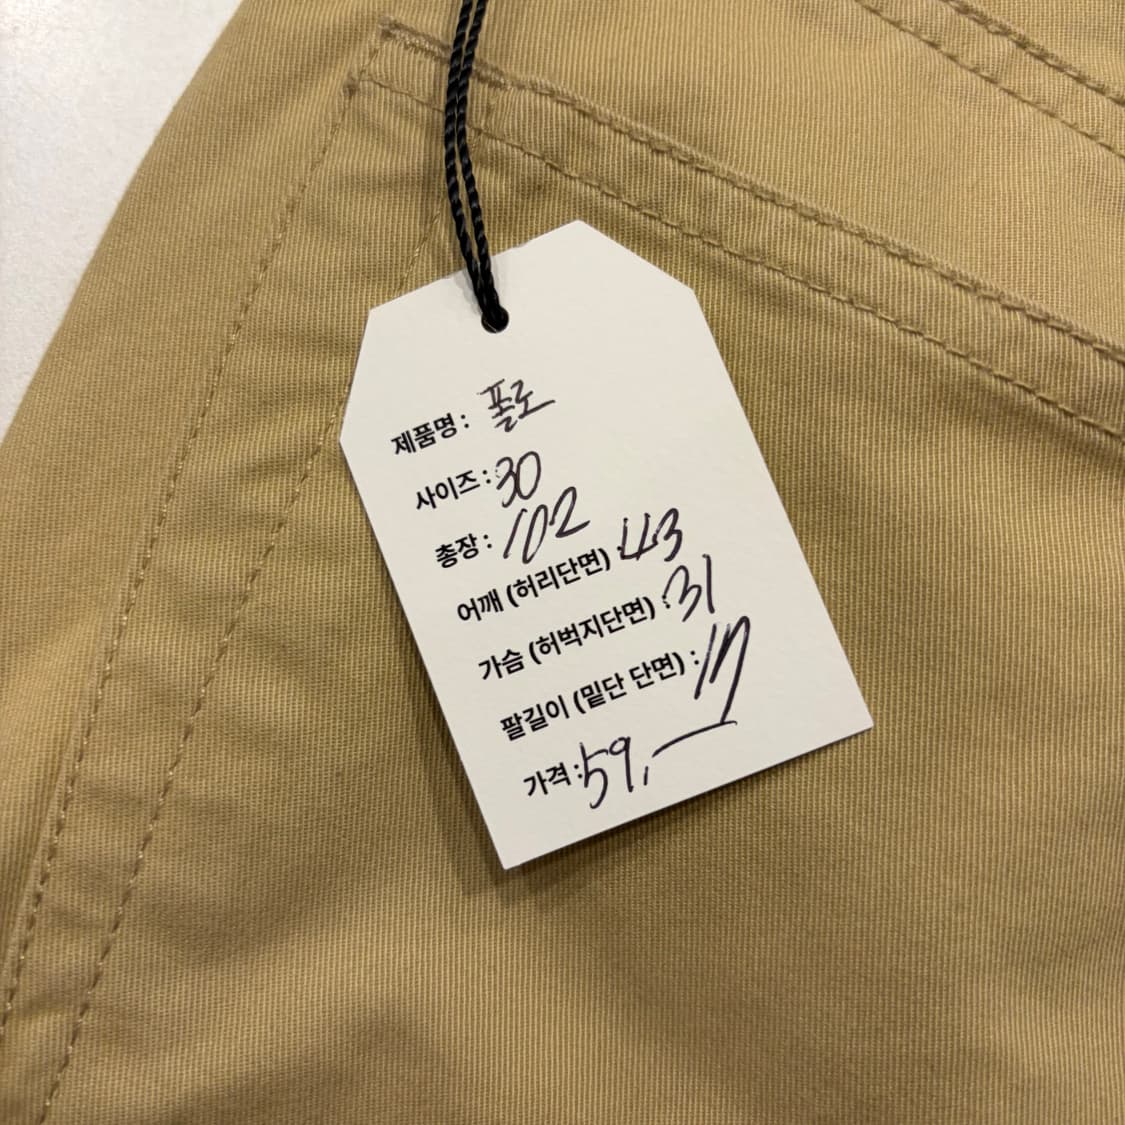 제품명 : 폴로
사이즈 : 30
총장 : 102
어깨 (허리단면) : 43
가슴 (허벅지단면) : 31
팔길이 (밑단 단면) : 17
가격 : 59,—